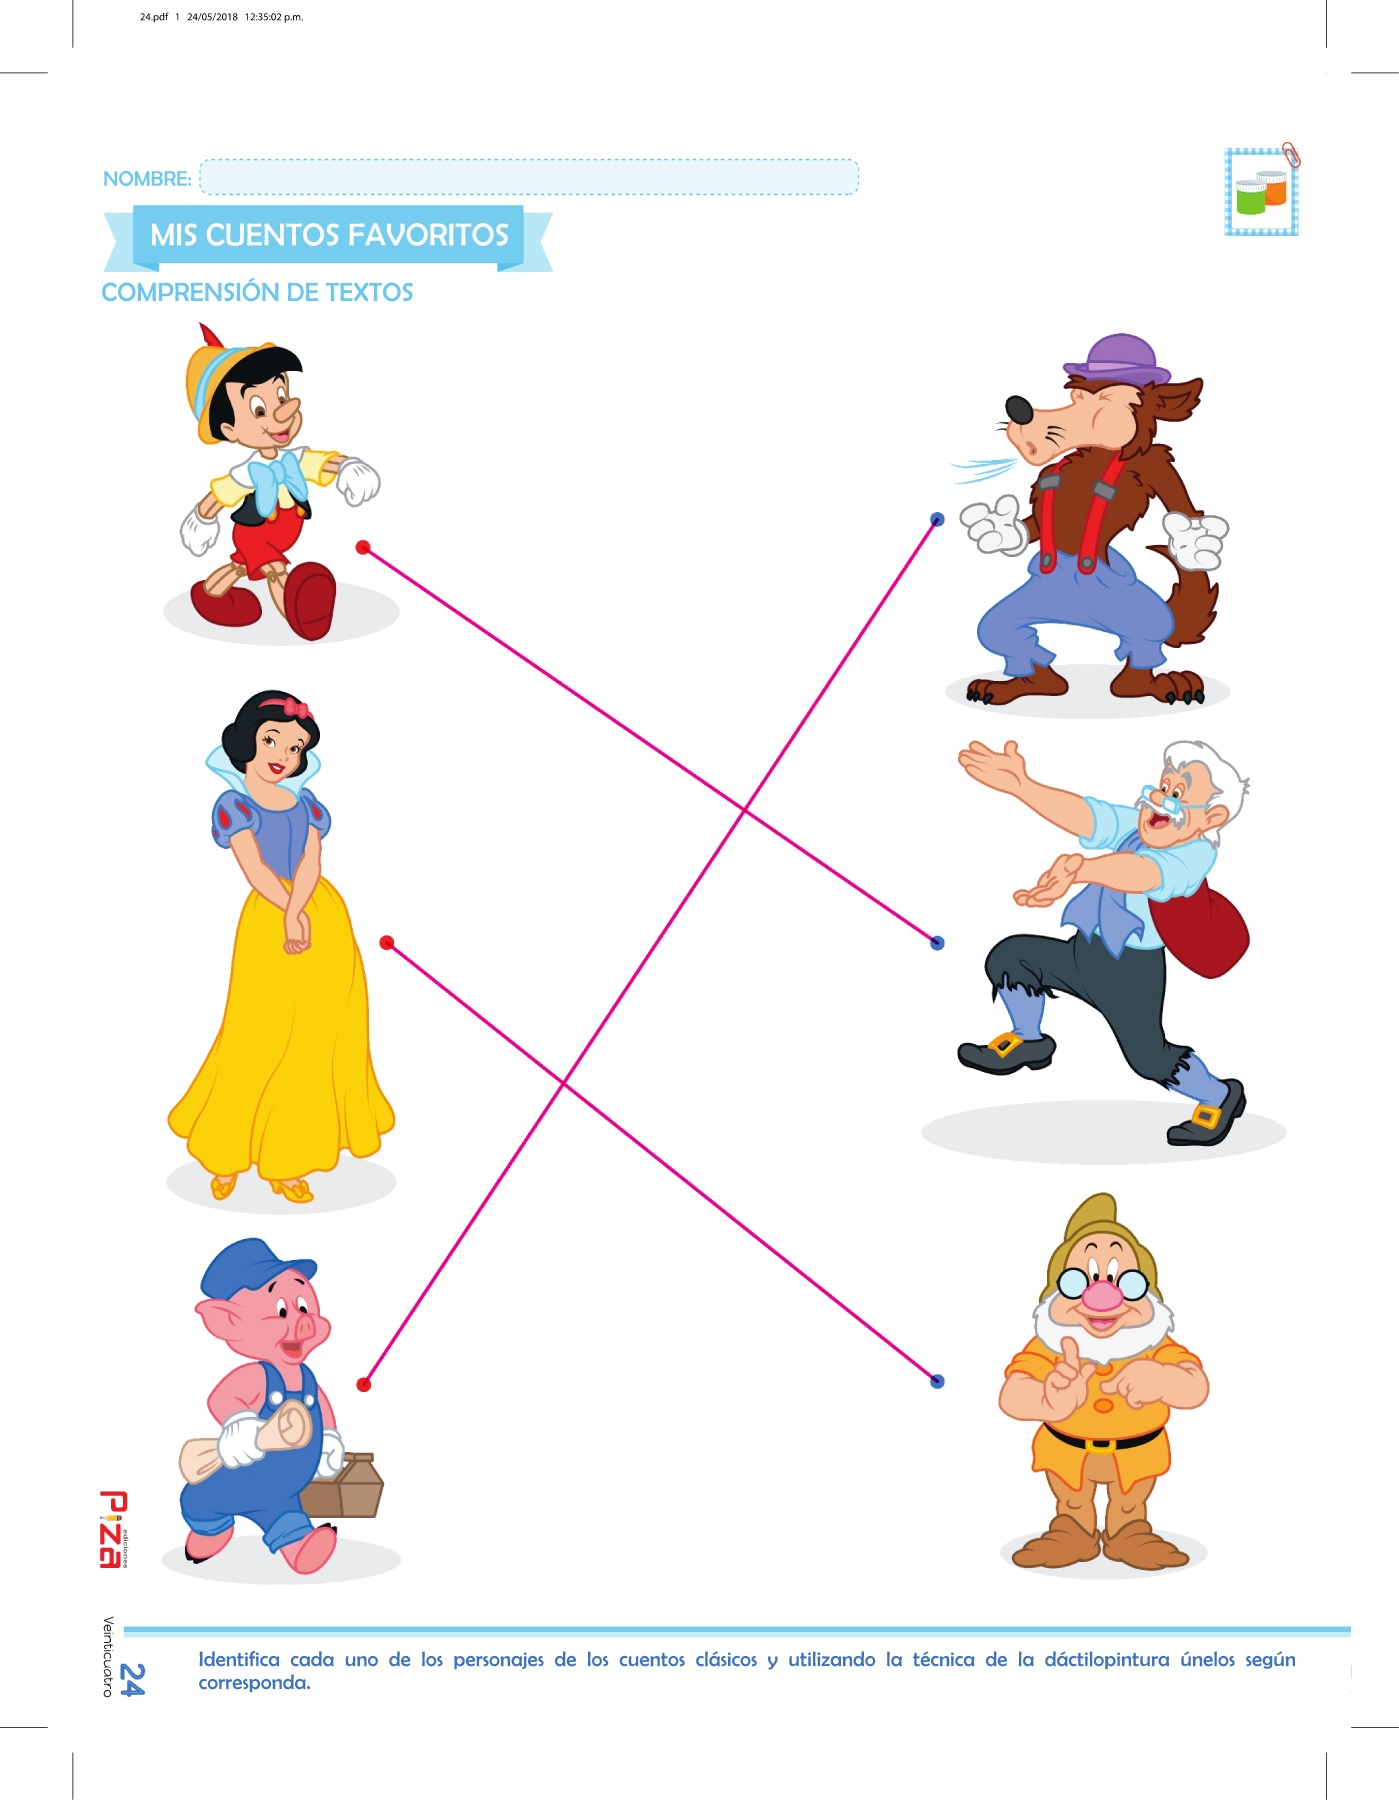 24.pdf 1 24/05/2018 12:35:02 p.m.
NOMBRE:
MIS CUENTOS FAVORITOS
COMPRENSIÓN DE TEXTOS
Piza
ediciones
Veinticuatro
24
Identifica cada uno de los personajes de los cuentos clásicos y utilizando la técnica de la dáctilopintura únelos según
corresponda.